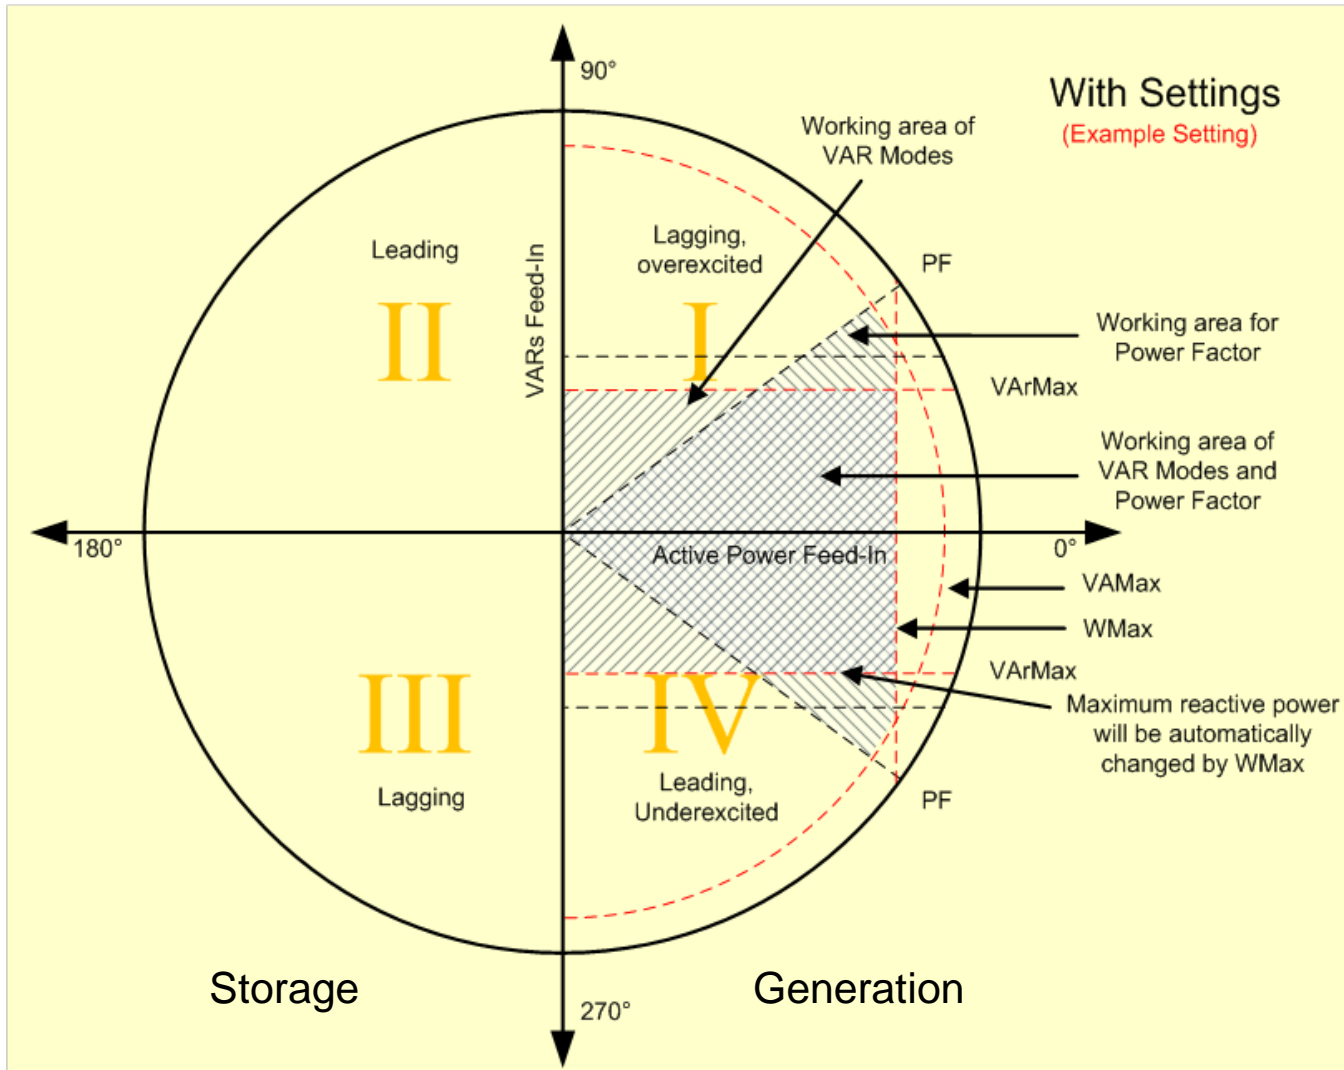 90°
With Settings
(Example Setting)
Working area of
VAR Modes
Leading
Lagging,
overexcited
VARs Feed-In
PF
II
I
Working area for
Power Factor
VArMax
Working area of
VAR Modes and
Power Factor
180°
Active Power Feed-In
0°
VAMax
WMax
VArMax
III
IV
Maximum reactive power
will be automatically
changed by WMax
Lagging
Leading,
Underexcited
PF
Storage
Generation
270°